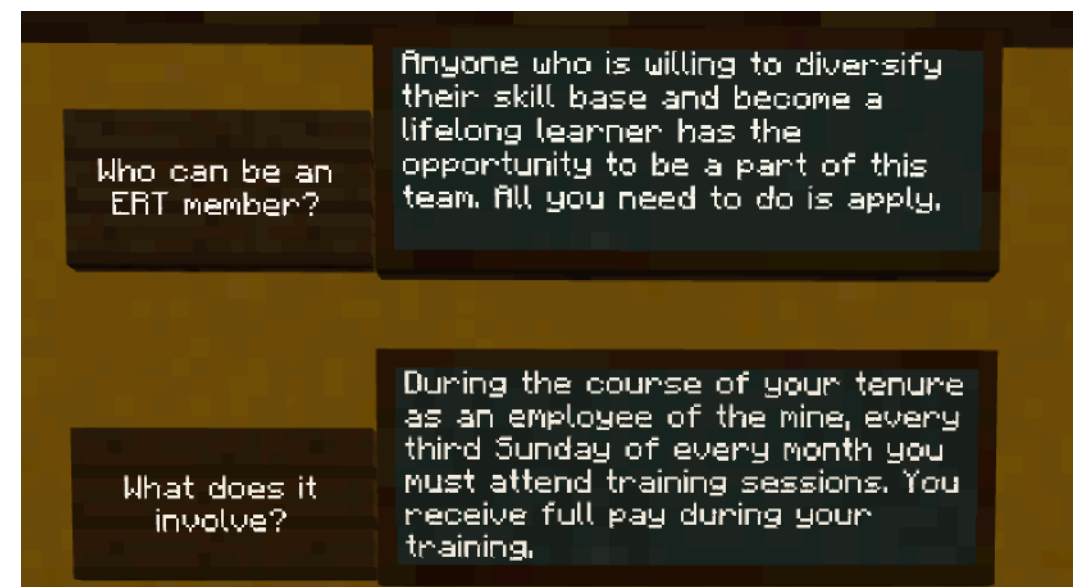 Who can be an
ERT member?
Anyone who is willing to diversify
their skill base and become a
lifelong learner has the
opportunity to be a part of this
team. All you need to do is apply.
What does it
involve?
During the course of your tenure
as an employee of the mine, every
third Sunday of every month you
must attend training sessions. You
receive full pay during your
training.